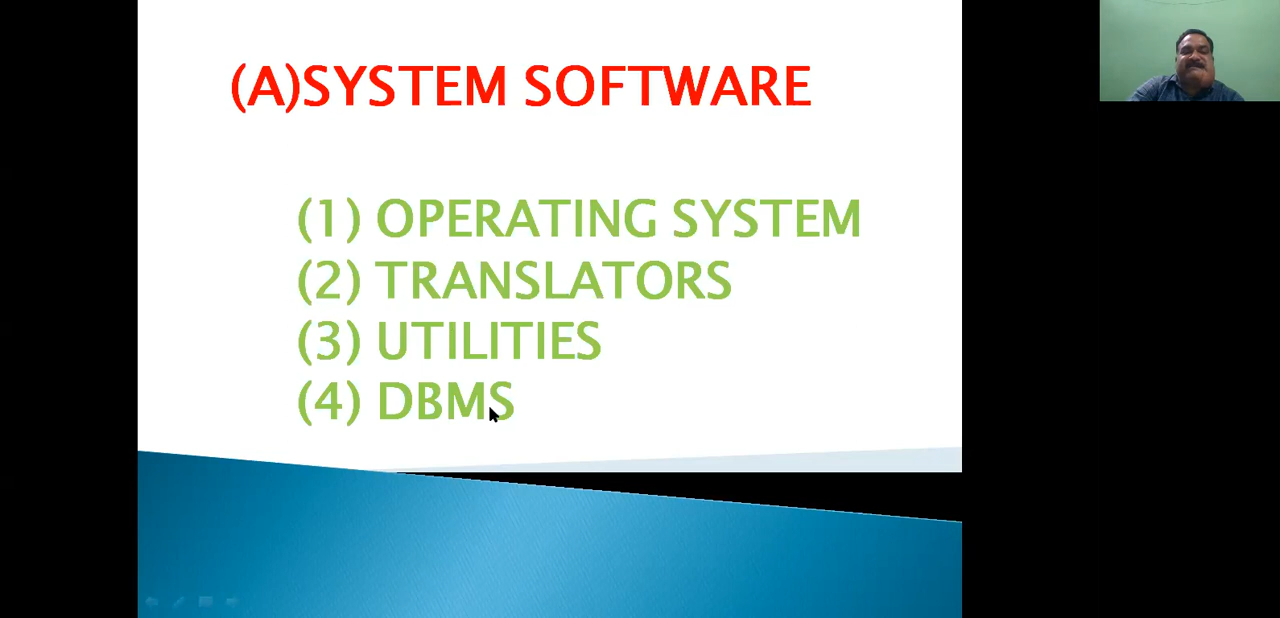 (A)SYSTEM SOFTWARE
(1) OPERATING SYSTEM
(2) TRANSLATORS
(3) UTILITIES
(4) DBMS